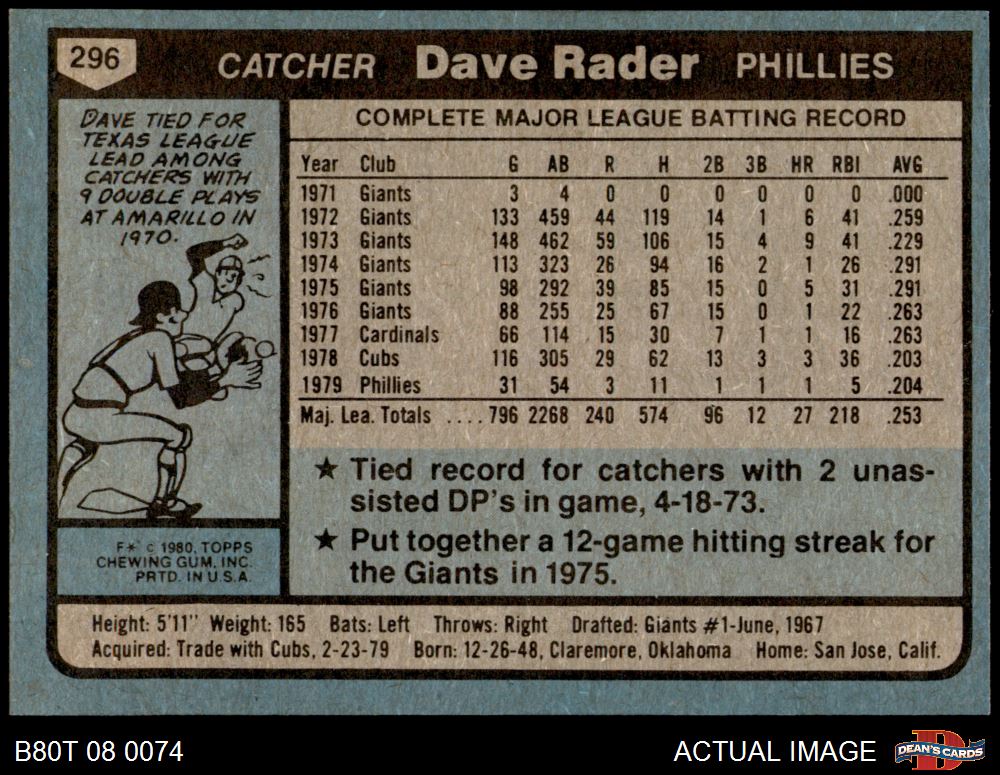 296
CATCHER Dave Rader PHILLIES
DAVE TIED FOR
TEXAS LEAGUE
LEAD AMONG
CATCHERS WITH
9 DOUBLE PLAYS
AT AMARILLO IN
1970.
COMPLETE MAJOR LEAGUE BATTING RECORD
Year Club G AB R H 2B 3B HR RBI AVG
1971 Giants 3 4 0 0 0 0 0 0 .000
1972 Giants 133 459 44 119 14 1 6 41 .259
1973 Giants 148 462 59 106 15 4 9 41 .229
1974 Giants 113 323 26 94 16 2 1 26 .291
1975 Giants 98 292 39 85 15 0 5 31 .291
1976 Giants 88 255 25 67 15 0 1 22 .263
1977 Cardinals 66 114 15 30 7 1 1 16 .263
1978 Cubs 116 305 29 62 13 3 3 36 .203
1979 Phillies 31 54 3 11 1 1 1 5 .204
Maj. Lea. Totals .... 796 2268 240 574 96 12 27 218 .253
★ Tied record for catchers with 2 unas-
sisted DP's in game, 4-18-73.
★ Put together a 12-game hitting streak for
the Giants in 1975.
F* © 1980, TOPPS
CHEWING GUM, INC.
PRTD. IN U.S.A.
Height: 5'11" Weight: 165 Bats: Left Throws: Right Drafted: Giants #1-June, 1967
Acquired: Trade with Cubs, 2-23-79 Born: 12-26-48, Claremore, Oklahoma Home: San Jose, Calif.
B80T 08 0074
ACTUAL IMAGE
DEAN'S CARDS